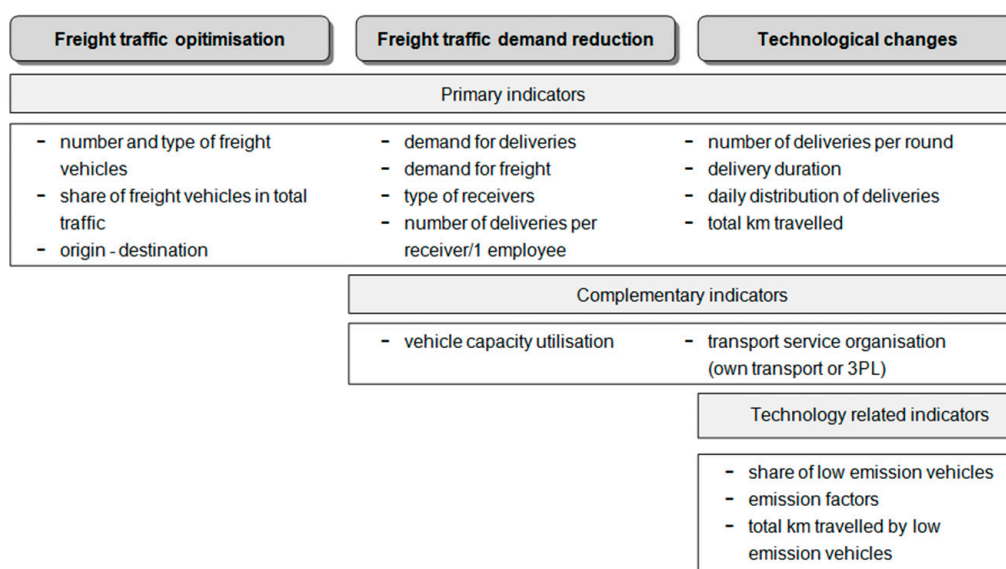 Freight traffic opitimisation
Freight traffic demand reduction
Technological changes
Primary indicators
- number and type of freight
vehicles
- share of freight vehicles in total
traffic
- origin - destination
- demand for deliveries
- demand for freight
- type of receivers
- number of deliveries per
receiver/1 employee
- number of deliveries per round
- delivery duration
- daily distribution of deliveries
- total km travelled
Complementary indicators
- vehicle capacity utilisation
- transport service organisation
(own transport or 3PL)
Technology related indicators
- share of low emission vehicles
- emission factors
- total km travelled by low
emission vehicles